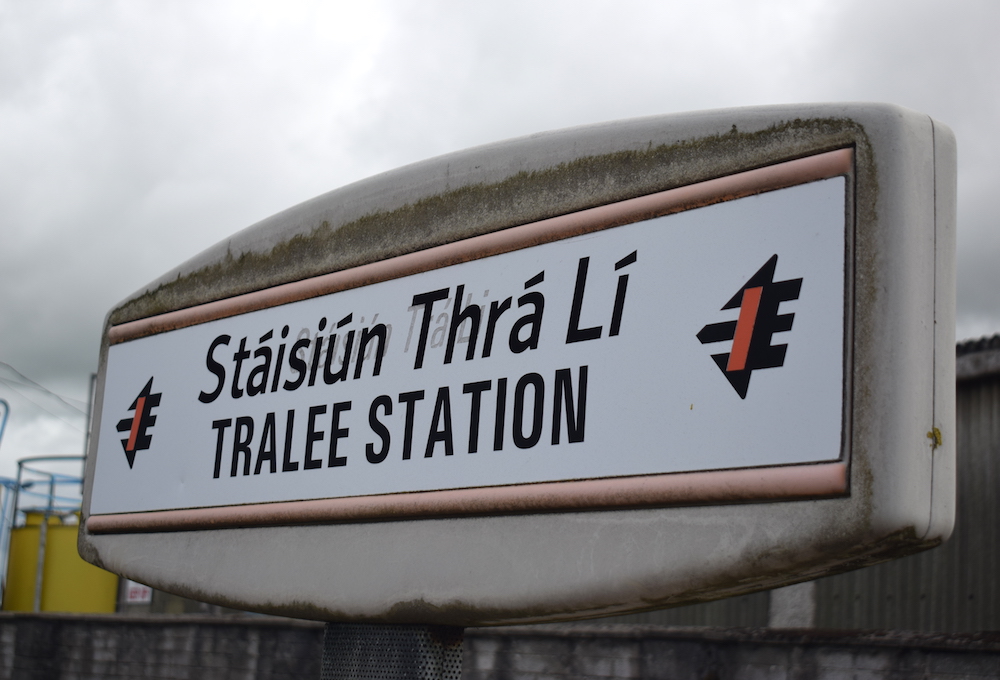 Stáisiún Thrá Lí
TRALEE STATION